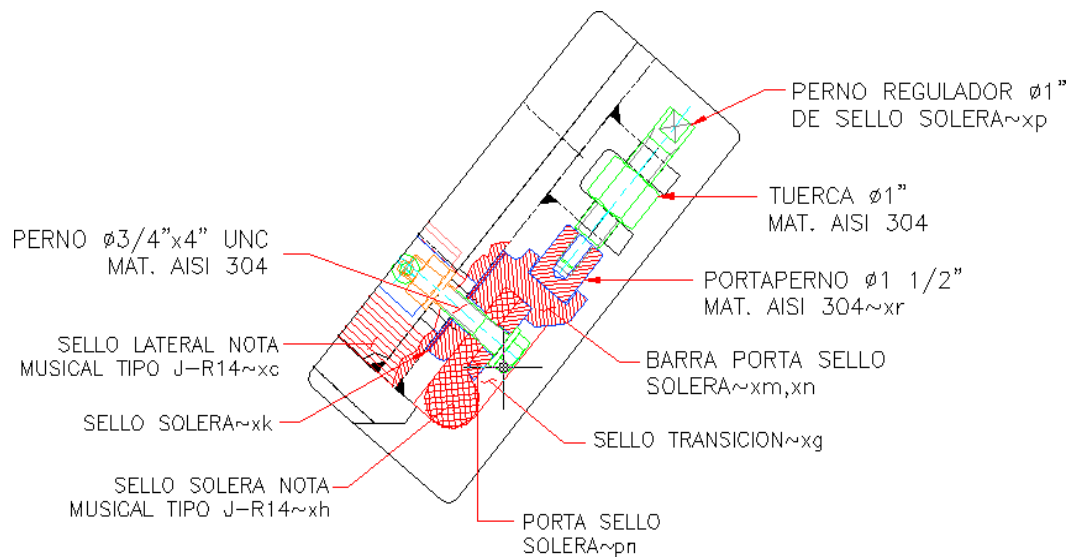 PERNO REGULADOR ø1"
DE SELLO SOLERA~xp
TUERCA ø1"
MAT. AISI 304
PERNO ø3/4"x4" UNC
MAT. AISI 304
PORTAPERNO ø1 1/2"
MAT. AISI 304~xr
SELLO LATERAL NOTA
MUSICAL TIPO J-R14~xc
BARRA PORTA SELLO
SOLERA~xm,xn
SELLO SOLERA~xk
SELLO TRANSICION~xg
SELLO SOLERA NOTA
MUSICAL TIPO J-R14~xh
PORTA SELLO
SOLERA~pn